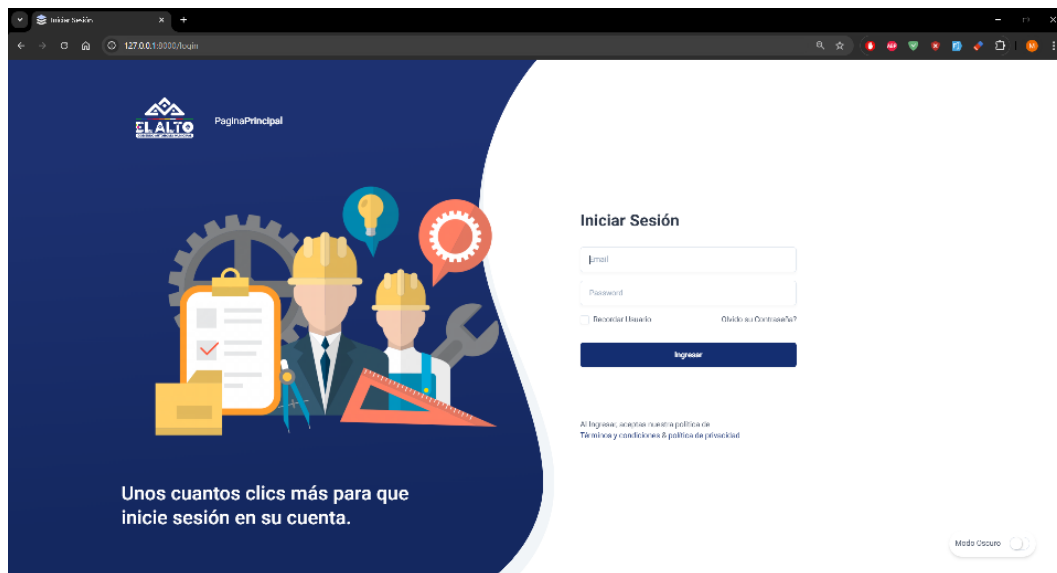 Iniciar Sesión
127.0.0.1:8000/login
ABP
M
EL ALTO
PaginaPrincipal
Iniciar Sesión
Email
Password
Recordar Usuario
Olvido su Contraseña?
Ingresar
Al Ingresar, aceptas nuestra política de
Términos y condiciones & política de privacidad
Unos cuantos clics más para que
inicie sesión en su cuenta.
Modo Oscuro